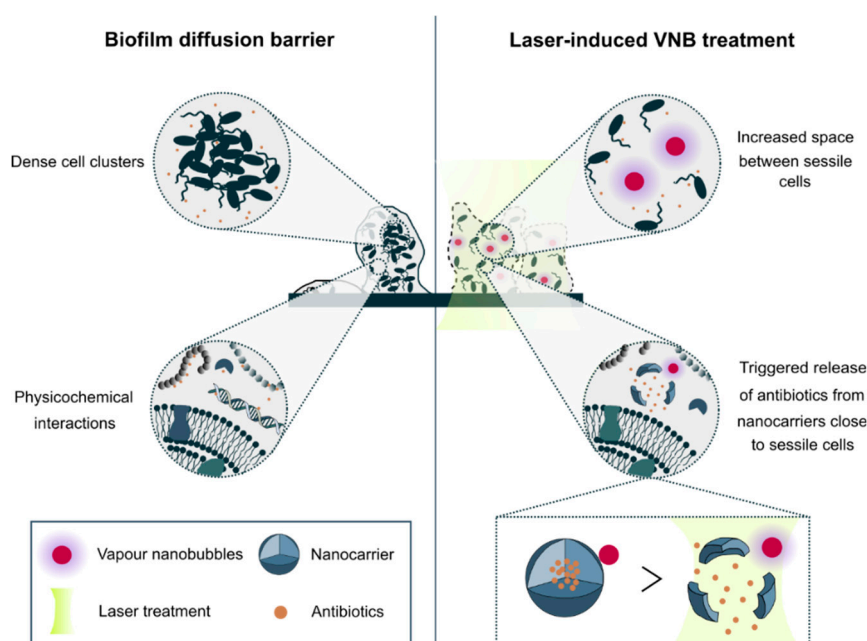 Biofilm diffusion barrier
Laser-induced VNB treatment
Dense cell clusters
Increased space
between sessile
cells
Physicochemical
interactions
Triggered release
of antibiotics from
nanocarriers close
to sessile cells
Vapour nanobubbles
Nanocarrier
Laser treatment
Antibiotics
>